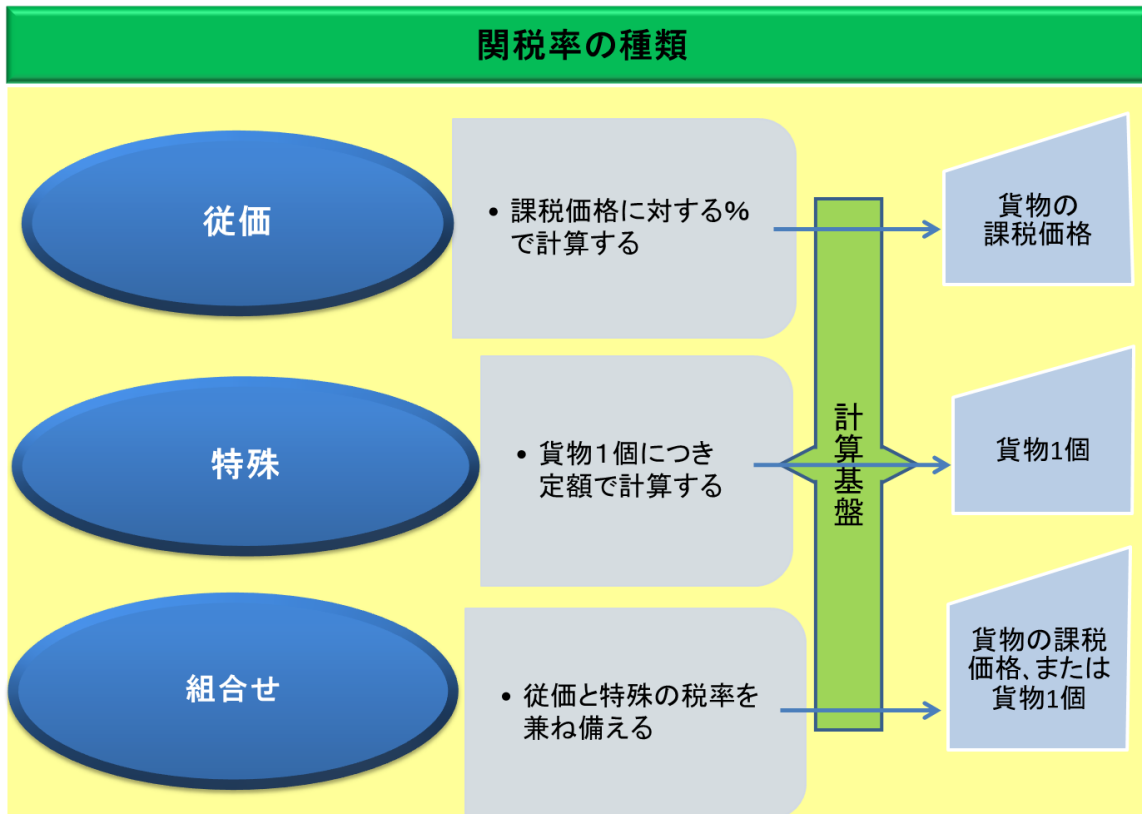 関税率の種類
従価
• 課税価格に対する%
で計算する
貨物の
課税価格
特殊
• 貨物１個につき
定額で計算する
計算基盤
貨物1個
組合せ
• 従価と特殊の税率を
兼ね備える
貨物の課税
価格、または
貨物1個